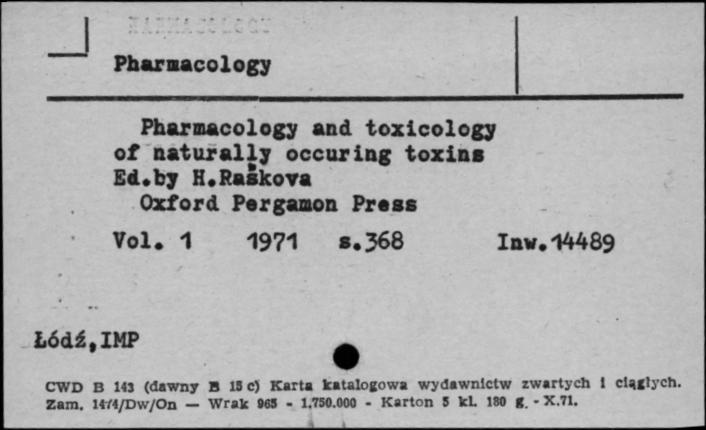 Pharmacology
Pharmacology and toxicology
of naturally occuring toxins
Ed.by H.Raškova
Oxford Pergamon Press
Vol. 1 1971 s.368 Inw.14489
Łódź,IMP
CWD B 143 (dawny B 15 c) Karta katalogowa wydawnictw zwartych i ciągłych.
Zam. 1474/Dw/On — Wrak 965 - 1.750.000 - Karton 5 kl. 180 g. - X.71.